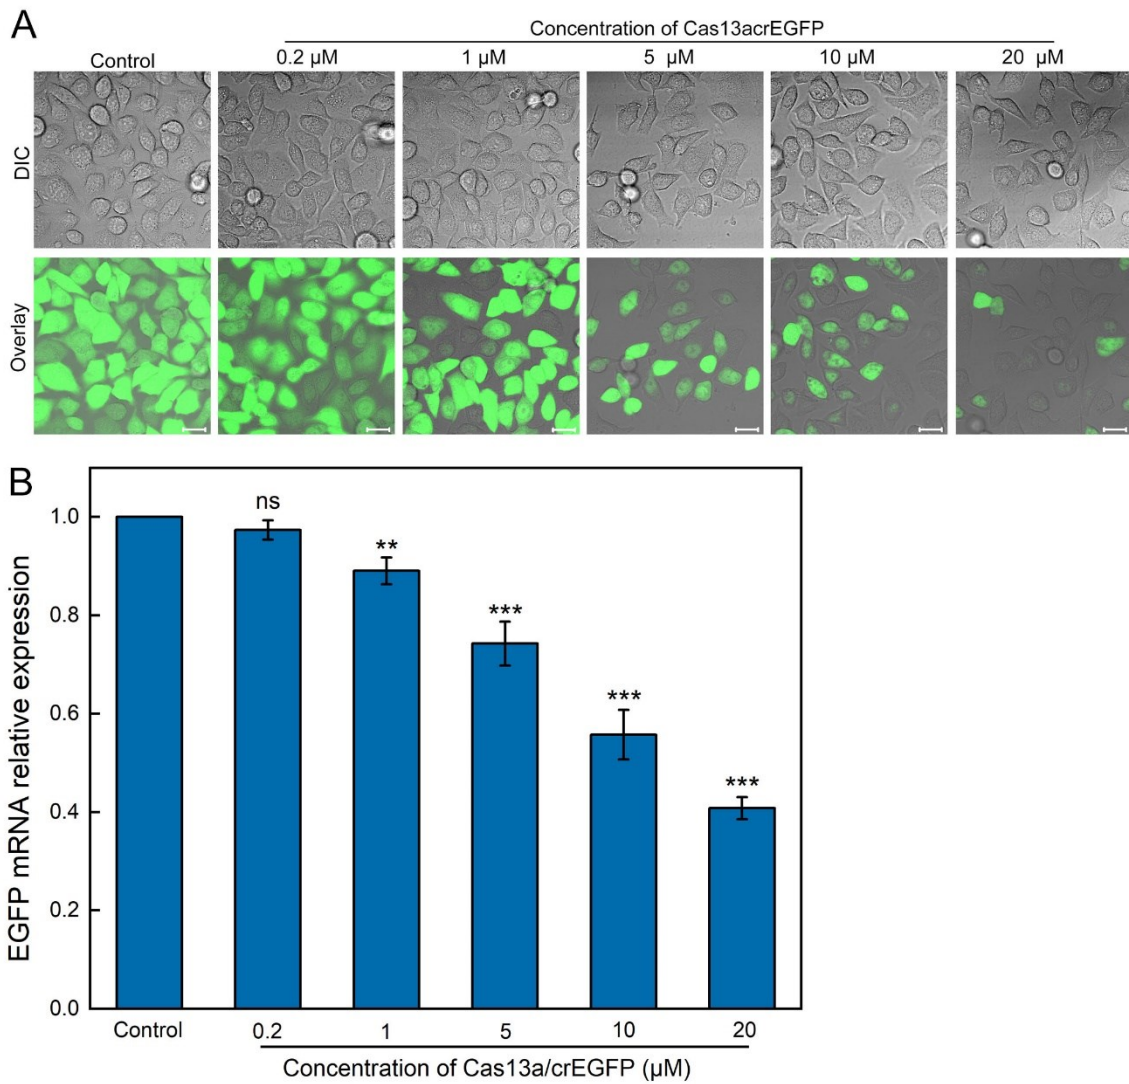 A
Concentration of Cas13acrEGFP
Control 0.2 µM 1 µM 5 µM 10 µM 20 µM
DIC
Overlay
B
EGFP mRNA relative expression
1.0
0.8
0.6
0.4
0.2
0.0
ns
**
***
***
***
Control 0.2 1 5 10 20
Concentration of Cas13a/crEGFP (µM)